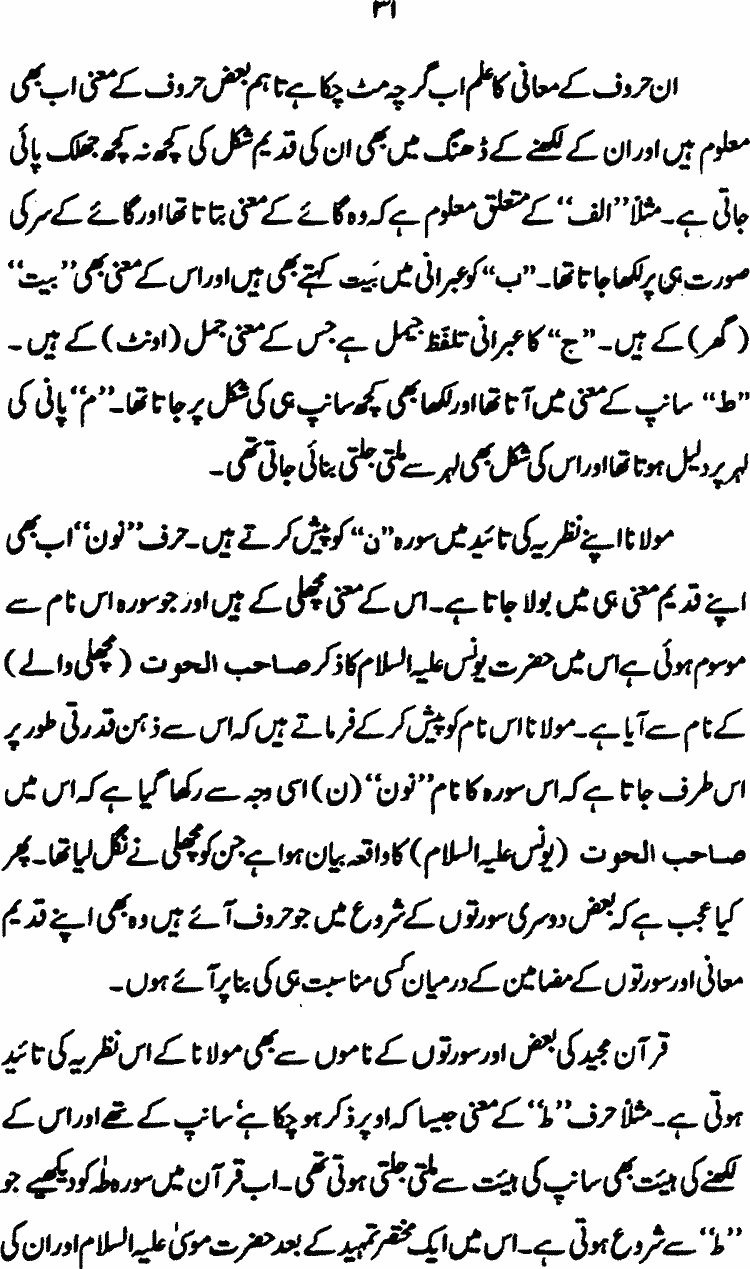 ۳۱
ان حروف کے معانی کا علم اب گرچہ مٹ چکا ہے تاہم بعض حروف کے معنی اب بھی
معلوم ہیں اور ان کے لکھنے کے ڈھنگ میں بھی ان کی قدیم شکل کی کچھ نہ کچھ جھلک پائی
جاتی ہے۔ مثلاً ”الف“ کے متعلق معلوم ہے کہ وہ گائے کے معنی بتاتا تھا اور گائے کے سر کی
صورت ہی پر لکھا جاتا تھا۔ ”ب“ کو عبرانی میں بَیت کہتے بھی ہیں اور اس کے معنی بھی ”بیت“
(گھر) کے ہیں۔ ”ج“ کا عبرانی تلفّظ جیمل ہے جس کے معنی جمل (اونٹ) کے ہیں۔
”ط“ سانپ کے معنی میں آتا تھا اور لکھا بھی کچھ سانپ ہی کی شکل پر جاتا تھا۔ ”م“ پانی کی
لہر پر دلیل ہوتا تھا اور اس کی شکل بھی لہر سے ملتی جلتی بنائی جاتی تھی۔
مولانا اپنے نظریہ کی تائید میں سورہ ”ن“ کو پیش کرتے ہیں۔ حرف ”نون“ اب بھی
اپنے قدیم معنی ہی میں بولا جاتا ہے۔ اس کے معنی مچھلی کے ہیں اور جو سورہ اس نام سے
موسوم ہوئی ہے اس میں حضرت یونس علیہ السلام کا ذکر صاحب الحوت (مچھلی والے)
کے نام سے آیا ہے۔ مولانا اس نام کو پیش کر کے فرماتے ہیں کہ اس سے ذہن قدرتی طور پر
اس طرف جاتا ہے کہ اس سورہ کا نام ”نون“ (ن) اسی وجہ سے رکھا گیا ہے کہ اس میں
صاحب الحوت (یونس علیہ السلام) کا واقعہ بیان ہوا ہے جن کو مچھلی نے نگل لیا تھا۔ پھر
کیا عجب ہے کہ بعض دوسری سورتوں کے شروع میں جو حروف آئے ہیں وہ بھی اپنے قدیم
معانی اور سورتوں کے مضامین کے درمیان کسی مناسبت ہی کی بنا پر آئے ہوں۔
قرآن مجید کی بعض اور سورتوں کے ناموں سے بھی مولانا کے اس نظریہ کی تائید
ہوتی ہے۔ مثلاً حرف ”ط“ کے معنی جیسا کہ اوپر ذکر ہو چکا ہے، سانپ کے تھے اور اس کے
لکھنے کی ہیئت بھی سانپ کی ہیئت سے ملتی جلتی ہوتی تھی۔ اب قرآن میں سورہ طٰہٰ کو دیکھیے جو
”ط“ سے شروع ہوتی ہے۔ اس میں ایک مختصر تمہید کے بعد حضرت موسیٰ علیہ السلام اور ان کی